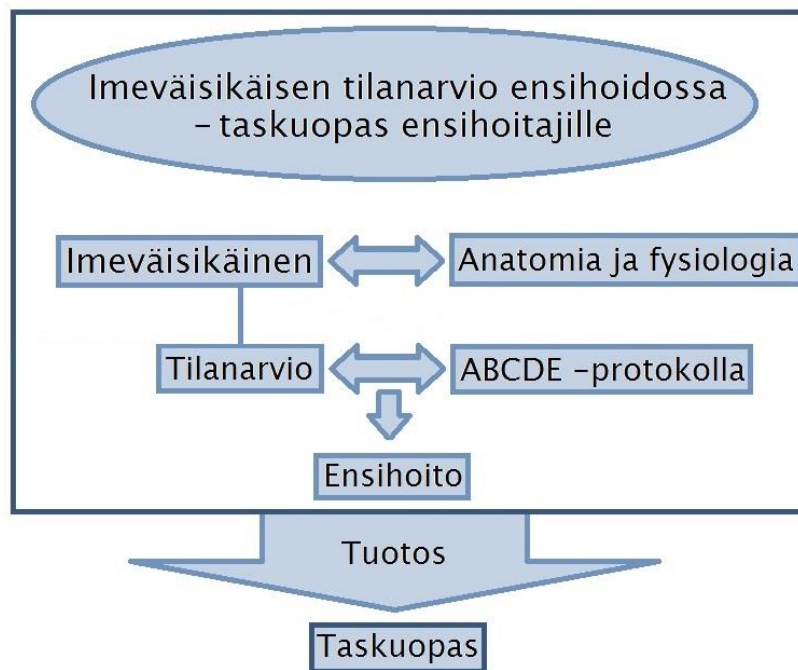 Imeväisikäisen tilanarvio ensihoidossa
– taskuopas ensihoitajille
Imeväisikäinen
Anatomia ja fysiologia
Tilanarvio
ABCDE –protokolla
Ensihoito
Tuotos
Taskuopas